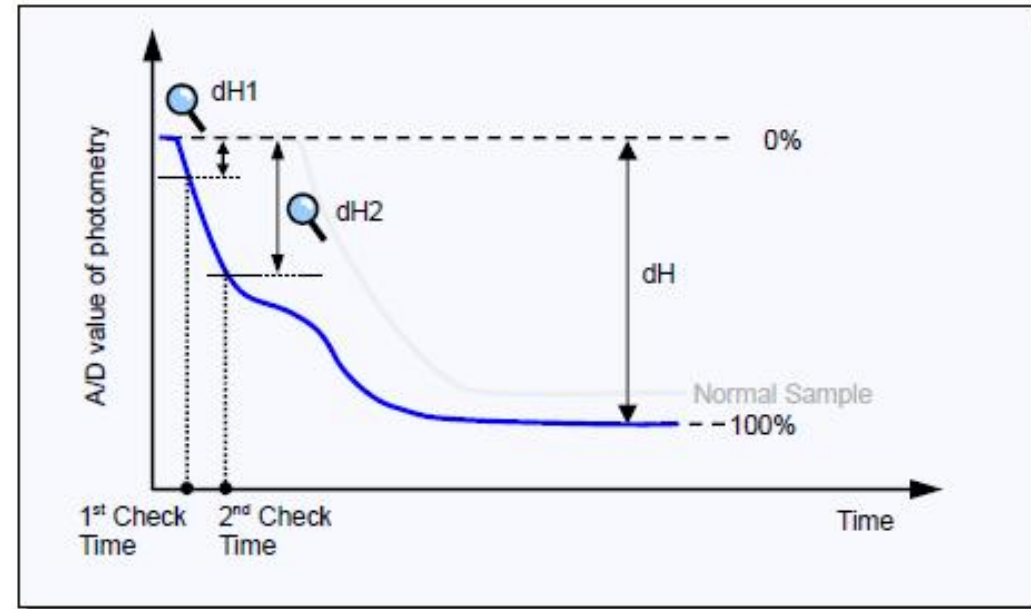 dH1
0%
dH2
dH
A/D value of photometry
Normal Sample
100%
1st Check
Time
2nd Check
Time
Time